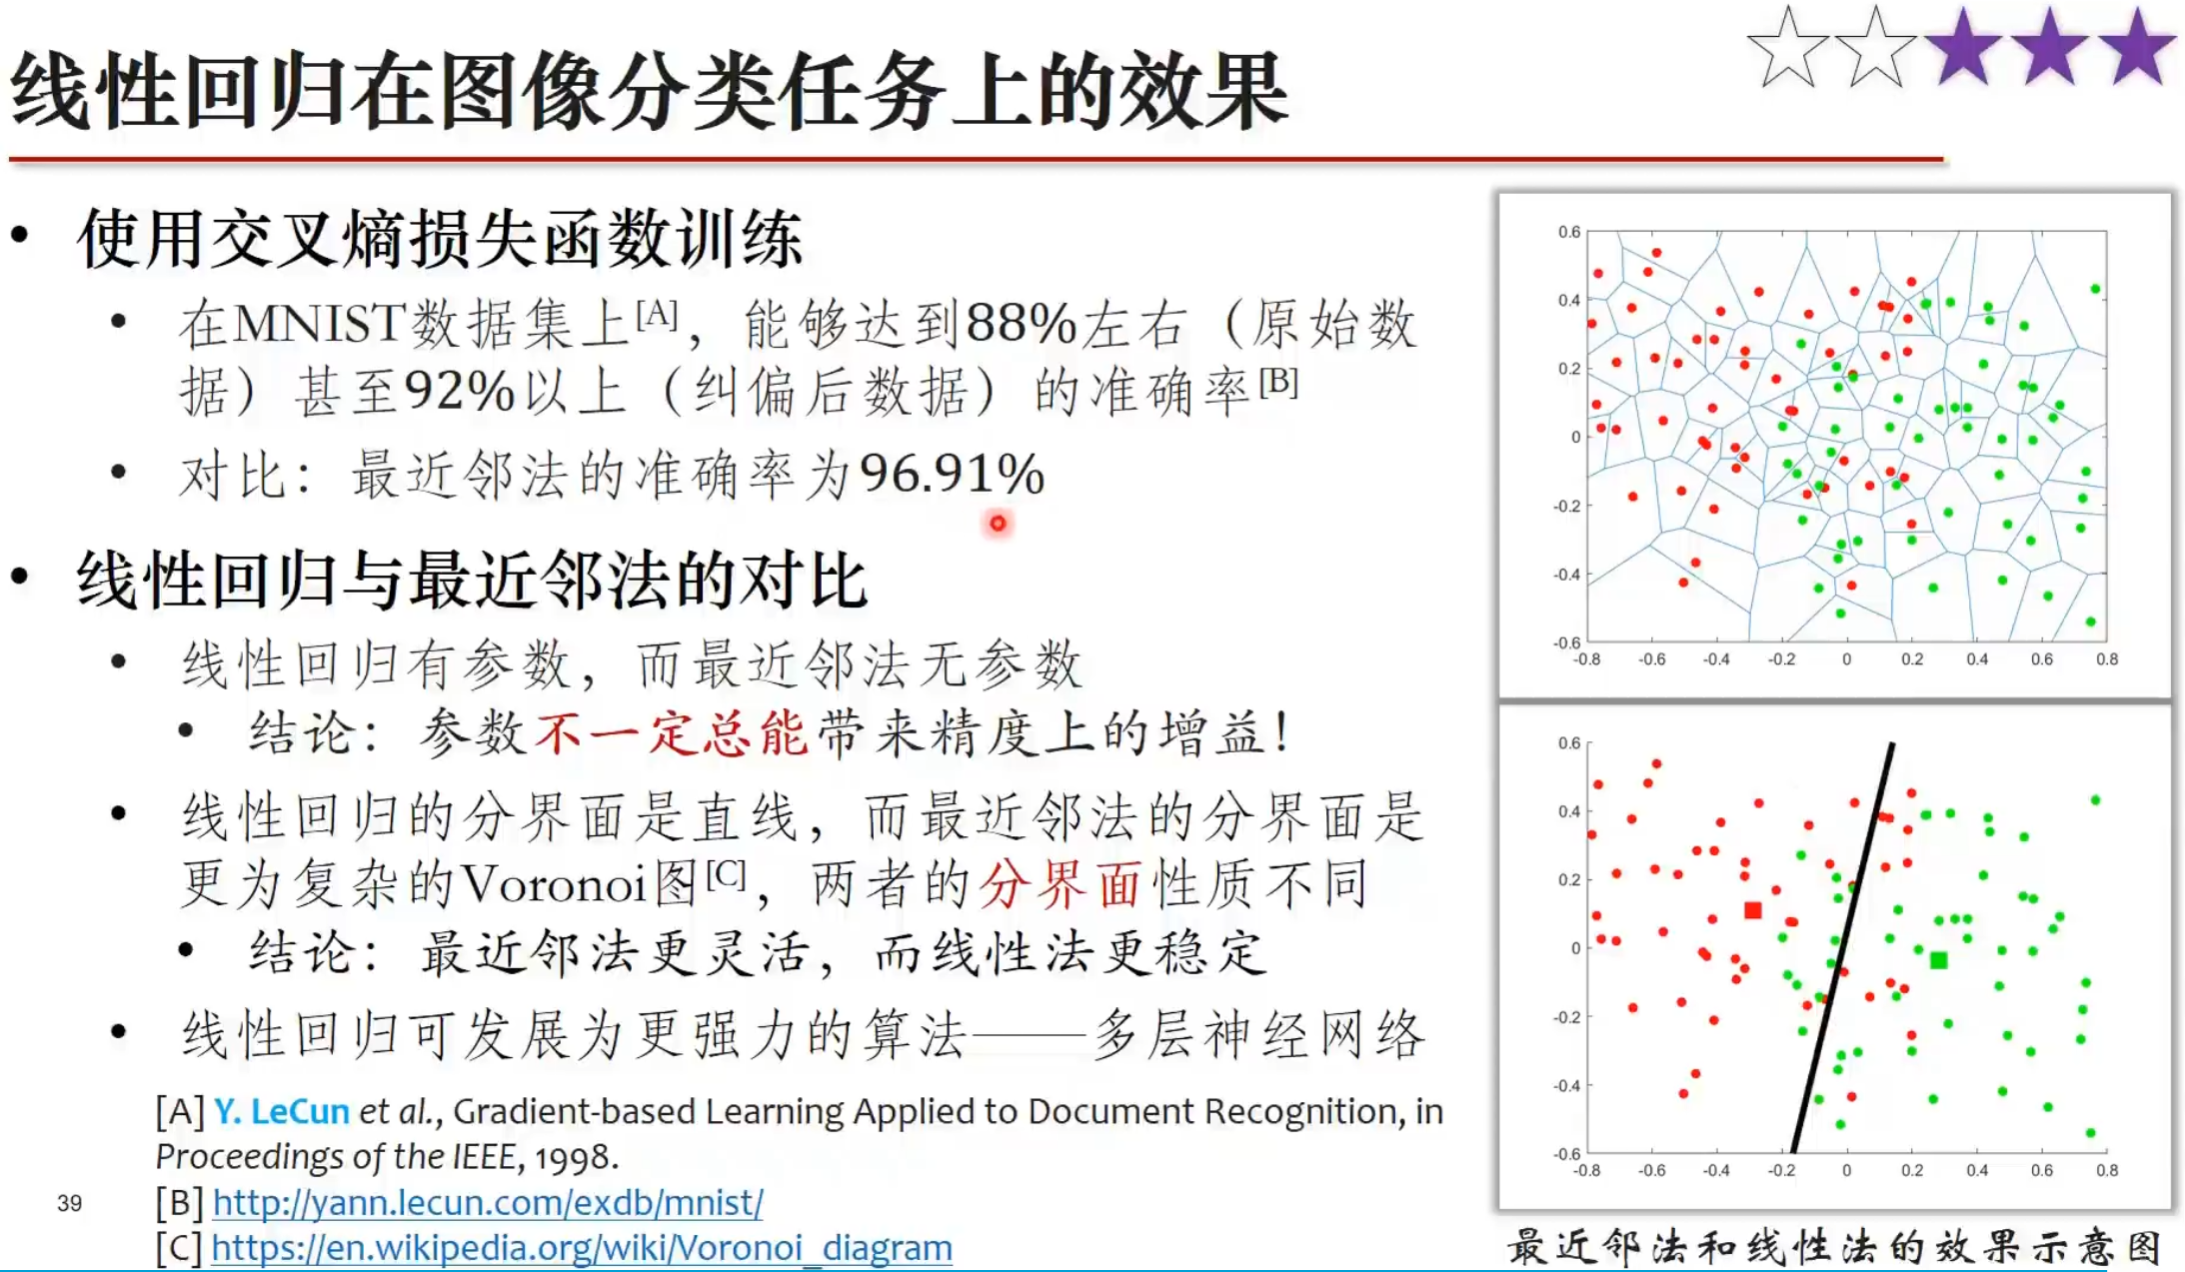 线性回归在图像分类任务上的效果
• 使用交叉熵损失函数训练
• 在MNIST数据集上[A]，能够达到88%左右（原始数
据）甚至92%以上（纠偏后数据）的准确率[B]
• 对比：最近邻法的准确率为96.91%
• 线性回归与最近邻法的对比
• 线性回归有参数，而最近邻法无参数
• 结论：参数不一定总能带来精度上的增益！
• 线性回归的分界面是直线，而最近邻法的分界面是
更为复杂的Voronoi图[C]，两者的分界面性质不同
• 结论：最近邻法更灵活，而线性法更稳定
• 线性回归可发展为更强力的算法——多层神经网络
[A] Y. LeCun et al., Gradient-based Learning Applied to Document Recognition, in
Proceedings of the IEEE, 1998.
[B] http://yann.lecun.com/exdb/mnist/
[C] https://en.wikipedia.org/wiki/Voronoi_diagram
39
0.6
0.4
0.2
0
-0.2
-0.4
-0.6
-0.8 -0.6 -0.4 -0.2 0 0.2 0.4 0.6 0.8
0.6
0.4
0.2
0
-0.2
-0.4
-0.6
-0.8 -0.6 -0.4 -0.2 0 0.2 0.4 0.6 0.8
最近邻法和线性法的效果示意图